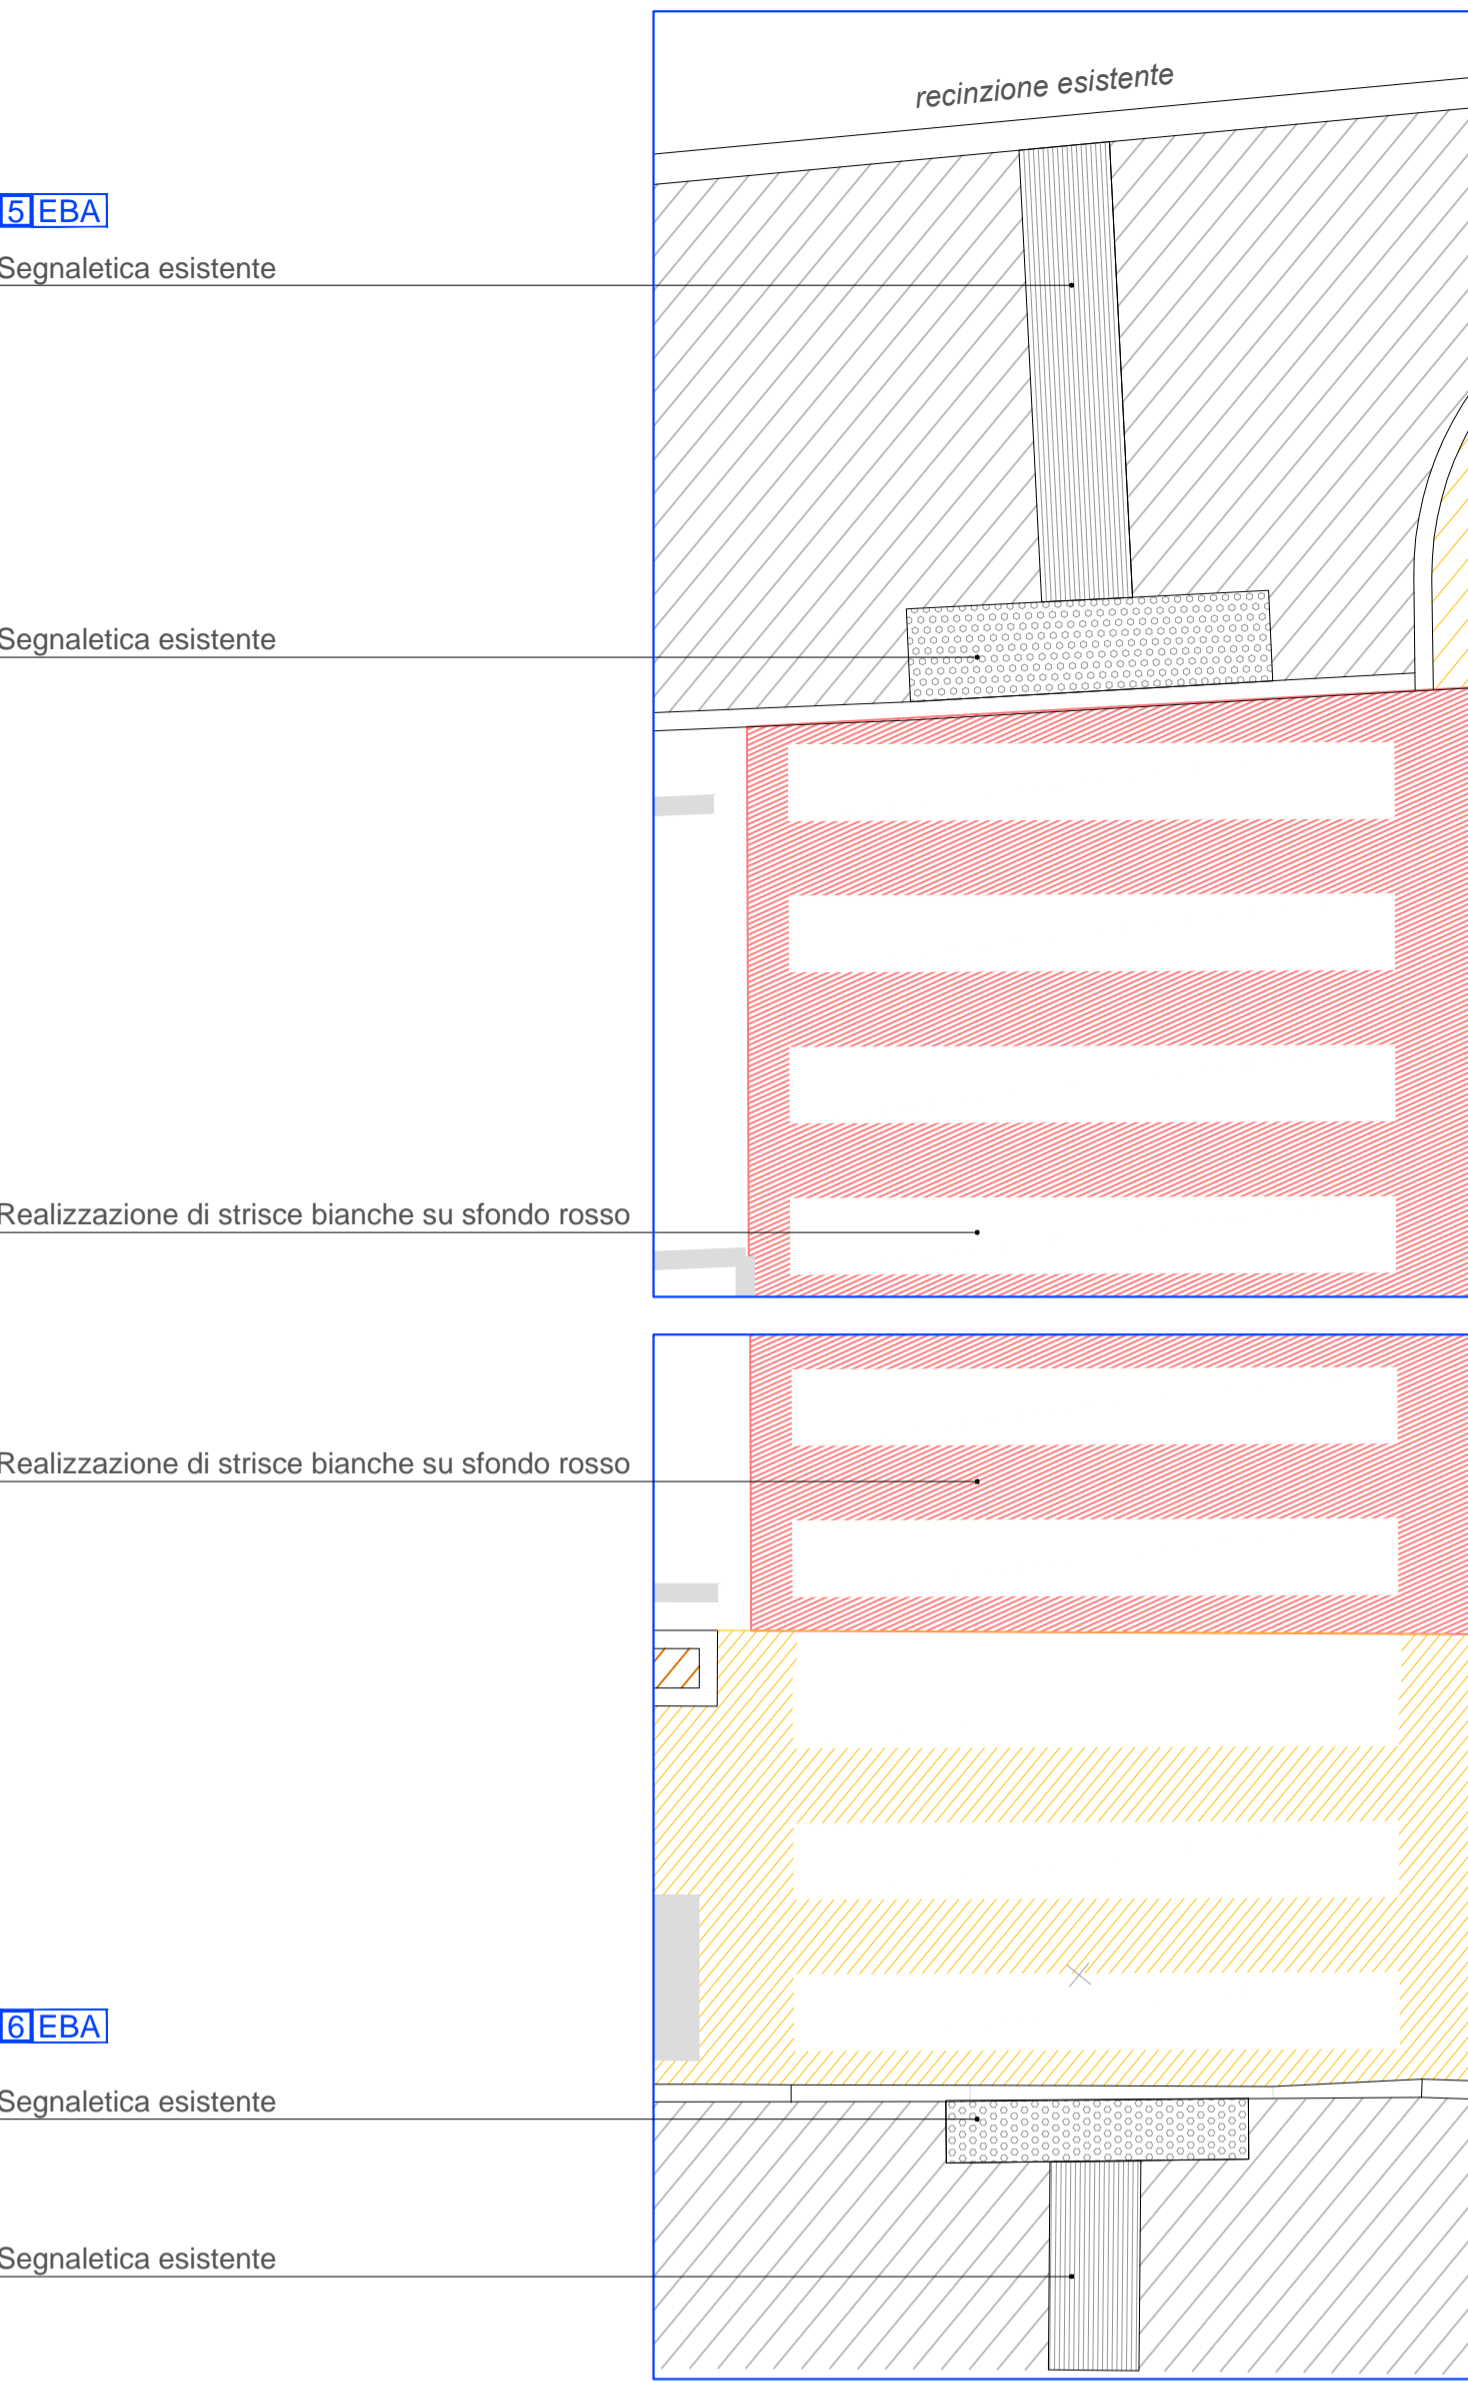 recinzione esistente
5 EBA
Segnaletica esistente
Segnaletica esistente
Realizzazione di strisce bianche su sfondo rosso
Realizzazione di strisce bianche su sfondo rosso
6 EBA
Segnaletica esistente
Segnaletica esistente